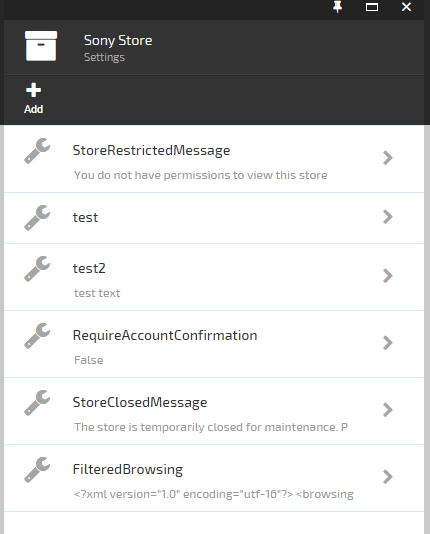 Sony Store
Settings
Add
StoreRestrictedMessage
You do not have permissions to view this store
test
test2
test text
RequireAccountConfirmation
False
StoreClosedMessage
The store is temporarily closed for maintenance. P
FilteredBrowsing
<?xml version="1.0" encoding="utf-16"?> <browsing